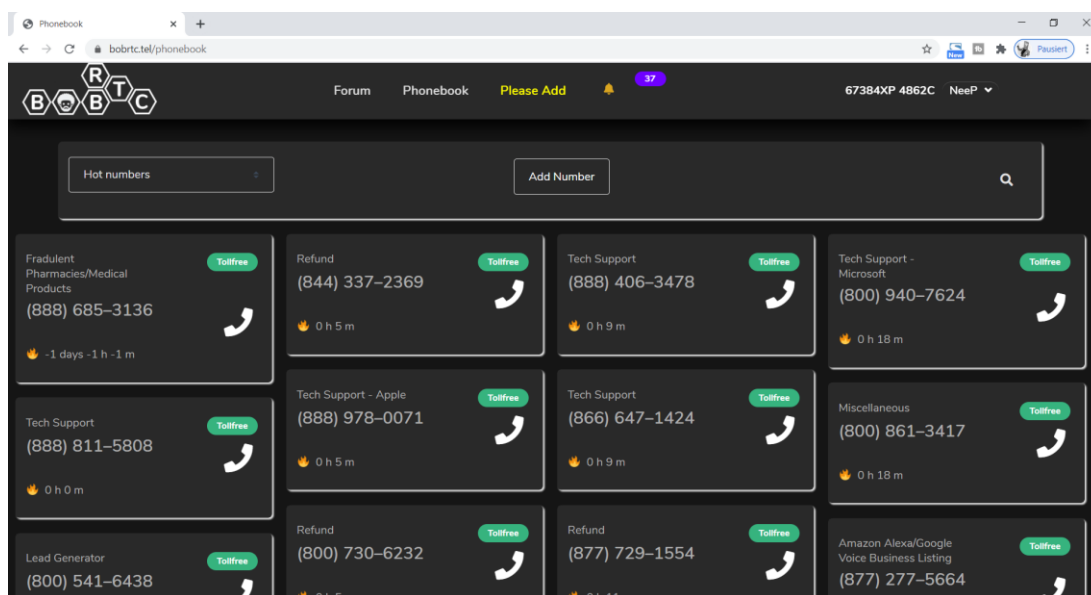 Phonebook
bobrtc.tel/phonebook
New
Pausiert
R
T
B B C
Forum Phonebook Please Add 37 67384XP 4862C NeeP
Hot numbers
Add Number
Fradulent
Pharmacies/Medical
Products
Tollfree
(888) 685–3136
-1 days -1 h -1 m
Refund
Tollfree
(844) 337–2369
0 h 5 m
Tech Support
Tollfree
(888) 406–3478
0 h 9 m
Tech Support -
Microsoft
Tollfree
(800) 940–7624
0 h 18 m
Tech Support
Tollfree
(888) 811–5808
0 h 0 m
Tech Support - Apple
Tollfree
(888) 978–0071
0 h 5 m
Tech Support
Tollfree
(866) 647–1424
0 h 9 m
Miscellaneous
Tollfree
(800) 861–3417
0 h 18 m
Lead Generator
Tollfree
(800) 541–6438
Refund
Tollfree
(800) 730–6232
Refund
Tollfree
(877) 729–1554
Amazon Alexa/Google
Voice Business Listing
Tollfree
(877) 277–5664